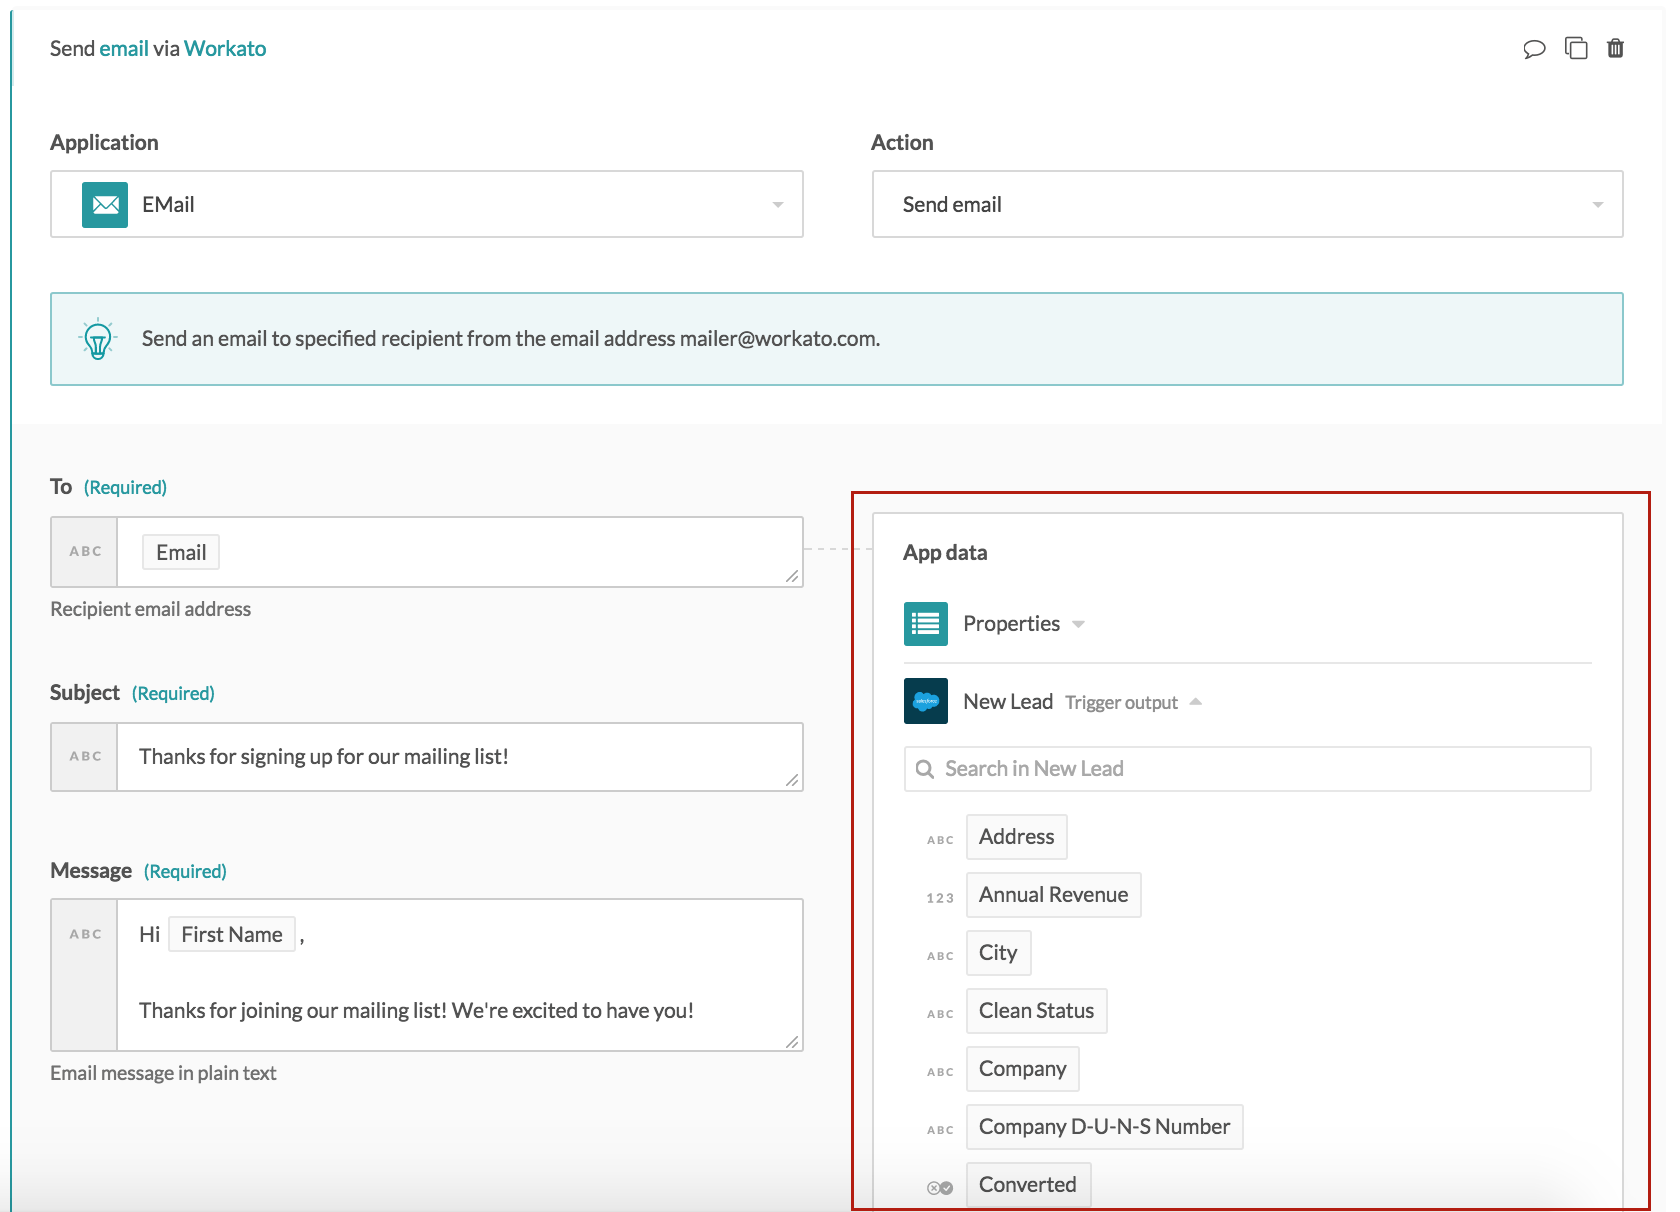 Send email via Workato
Application
EMail
Action
Send email
Send an email to specified recipient from the email address mailer@workato.com.
To (Required)
ABC Email
Recipient email address
Subject (Required)
ABC Thanks for signing up for our mailing list!
Message (Required)
ABC Hi First Name ,
Thanks for joining our mailing list! We're excited to have you!
Email message in plain text
App data
Properties
salesforce
New Lead Trigger output
Search in New Lead
ABC Address
123 Annual Revenue
ABC City
ABC Clean Status
ABC Company
ABC Company D-U-N-S Number
Converted